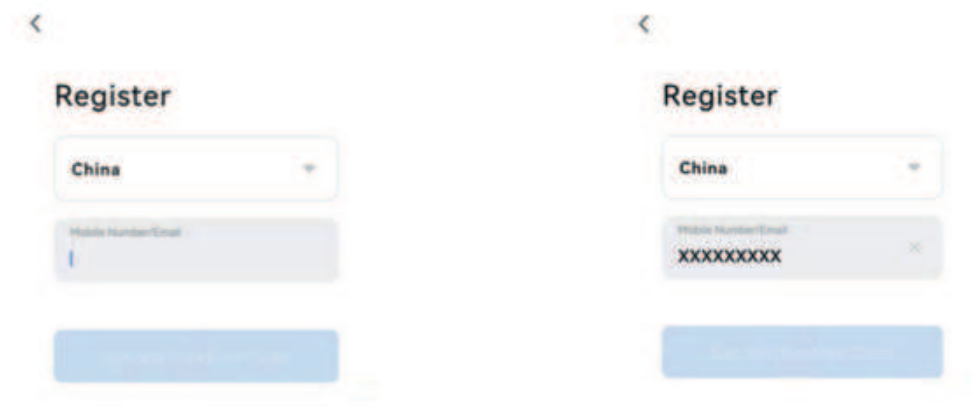 Register
China
Mobile Number/Email
Register
China
Mobile Number/Email
XXXXXXXXX